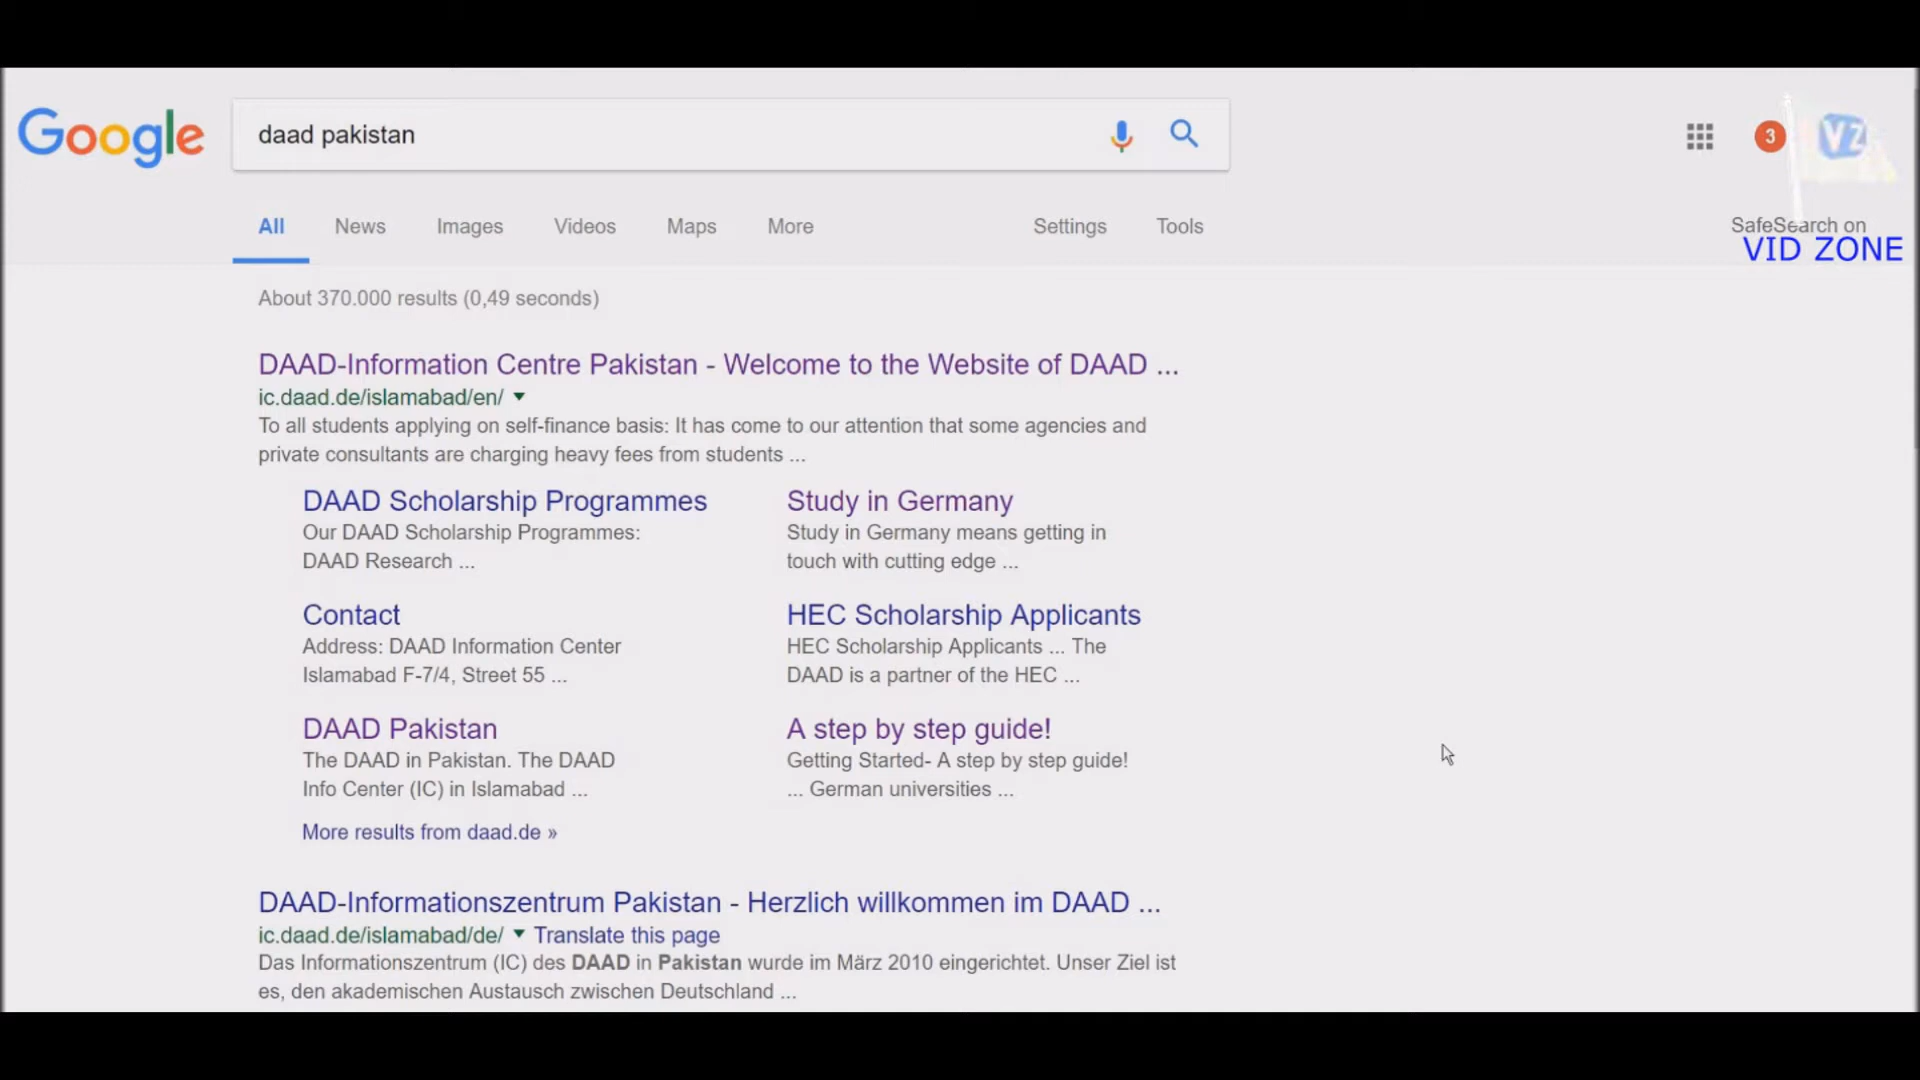 Google
daad pakistan
3
VZ
All News Images Videos Maps More Settings Tools
SafeSearch on
VID ZONE
About 370.000 results (0,49 seconds)
DAAD-Information Centre Pakistan - Welcome to the Website of DAAD ...
ic.daad.de/islamabad/en/
To all students applying on self-finance basis: It has come to our attention that some agencies and
private consultants are charging heavy fees from students ...
DAAD Scholarship Programmes
Our DAAD Scholarship Programmes:
DAAD Research ...
Study in Germany
Study in Germany means getting in
touch with cutting edge ...
Contact
Address: DAAD Information Center
Islamabad F-7/4, Street 55 ...
HEC Scholarship Applicants
HEC Scholarship Applicants ... The
DAAD is a partner of the HEC ...
DAAD Pakistan
The DAAD in Pakistan. The DAAD
Info Center (IC) in Islamabad ...
A step by step guide!
Getting Started- A step by step guide!
... German universities ...
More results from daad.de »
DAAD-Informationszentrum Pakistan - Herzlich willkommen im DAAD ...
ic.daad.de/islamabad/de/ Translate this page
Das Informationszentrum (IC) des DAAD in Pakistan wurde im März 2010 eingerichtet. Unser Ziel ist
es, den akademischen Austausch zwischen Deutschland ...